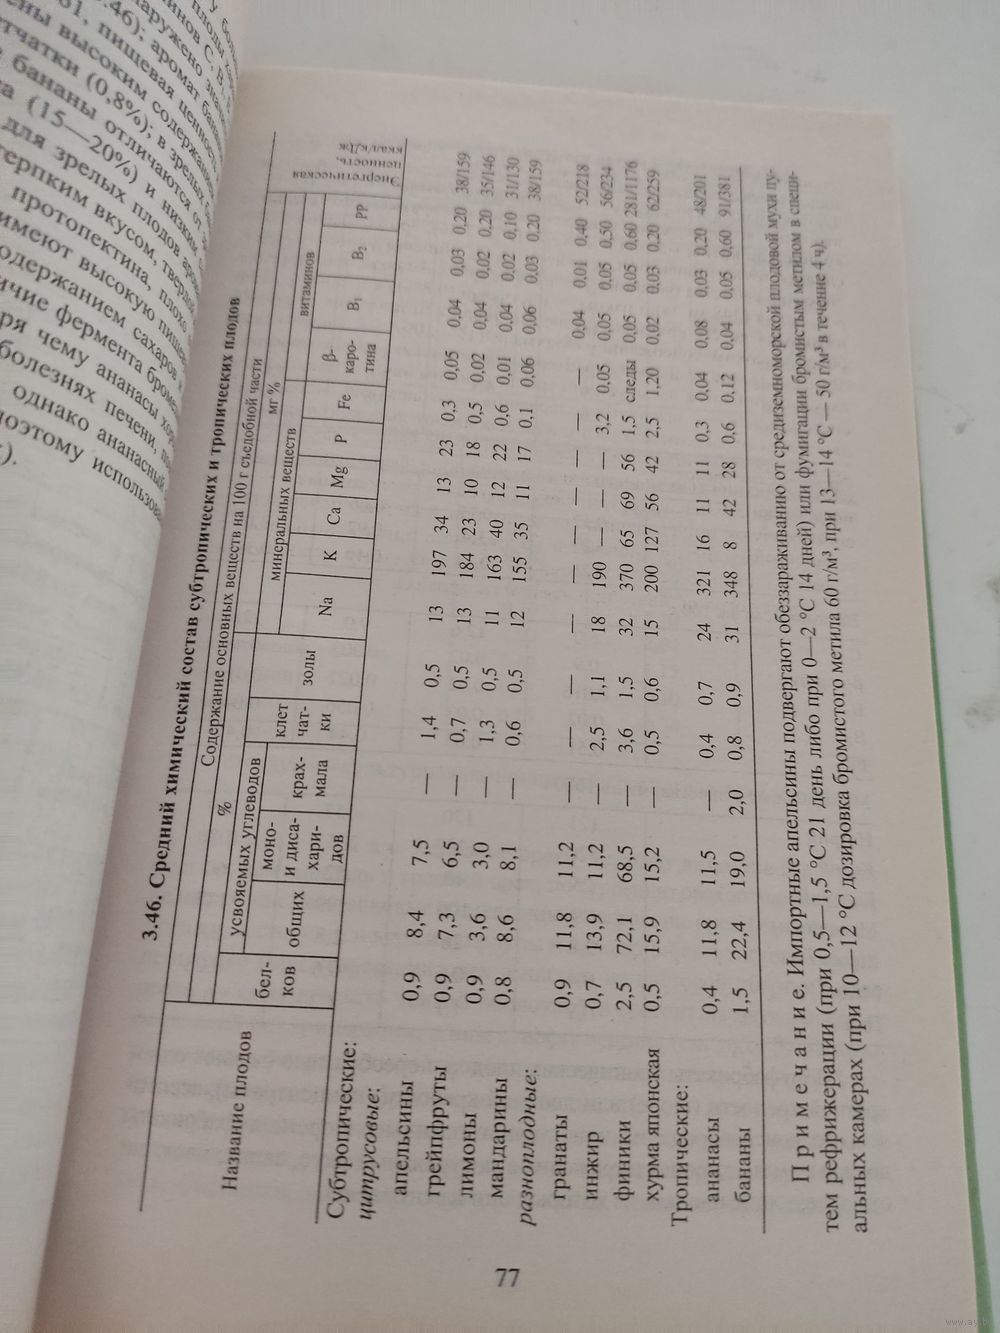 3.46. Средний химический состав субтропических и тропических плодов
Название плодов
Содержание основных веществ на 100 г съедобной части
%
мг %
Энергетическая ценность, ккал/кДж
бел-
ков
усвояемых углеводов
клет
чат-
ки
золы
минеральных веществ
витаминов
общих
моно-
и диса-
хари-
дов
крах-
мала
Na K Ca Mg P Fe
β-
каро-
тина
B1 B2 PP
Субтропические:
цитрусовые:
апельсины 0,9 8,4 7,5 — 1,4 0,5 13 197 34 13 23 0,3 0,05 0,04 0,03 0,20 38/159
грейпфруты 0,9 7,3 6,5 — 0,7 0,5 13 184 23 10 18 0,5 0,02 0,04 0,02 0,20 35/146
лимоны 0,9 3,6 3,0 — 1,3 0,5 11 163 40 12 22 0,6 0,01 0,04 0,02 0,10 31/130
мандарины 0,8 8,6 8,1 — 0,6 0,5 12 155 35 11 17 0,1 0,06 0,06 0,03 0,20 38/159
разноплодные:
гранаты 0,9 11,8 11,2 — — — — — — — — — — 0,04 0,01 0,40 52/218
инжир 0,7 13,9 11,2 — 2,5 1,1 18 190 — — — 3,2 0,05 0,05 0,05 0,50 56/234
финики 2,5 72,1 68,5 — 3,6 1,5 32 370 65 69 56 1,5 следы 0,05 0,05 0,60 281/1176
хурма японская 0,5 15,9 15,2 — 0,5 0,6 15 200 127 56 42 2,5 1,20 0,02 0,03 0,20 62/259
Тропические:
ананасы 0,4 11,8 11,5 — 0,4 0,7 24 321 16 11 11 0,3 0,04 0,08 0,03 0,20 48/201
бананы 1,5 22,4 19,0 2,0 0,8 0,9 31 348 8 42 28 0,6 0,12 0,04 0,05 0,60 91/381
Примечание. Импортные апельсины подвергают обеззараживанию от средиземноморской плодовой мухи пу-
тем рефрижерации (при 0,5—1,5 °С 21 день либо при 0—2 °С 14 дней) или фумигации бромистым метилом в специ-
альных камерах (при 10—12 °С дозировка бромистого метила 60 г/м³, при 13—14 °С — 50 г/м³ в течение 4 ч).
77